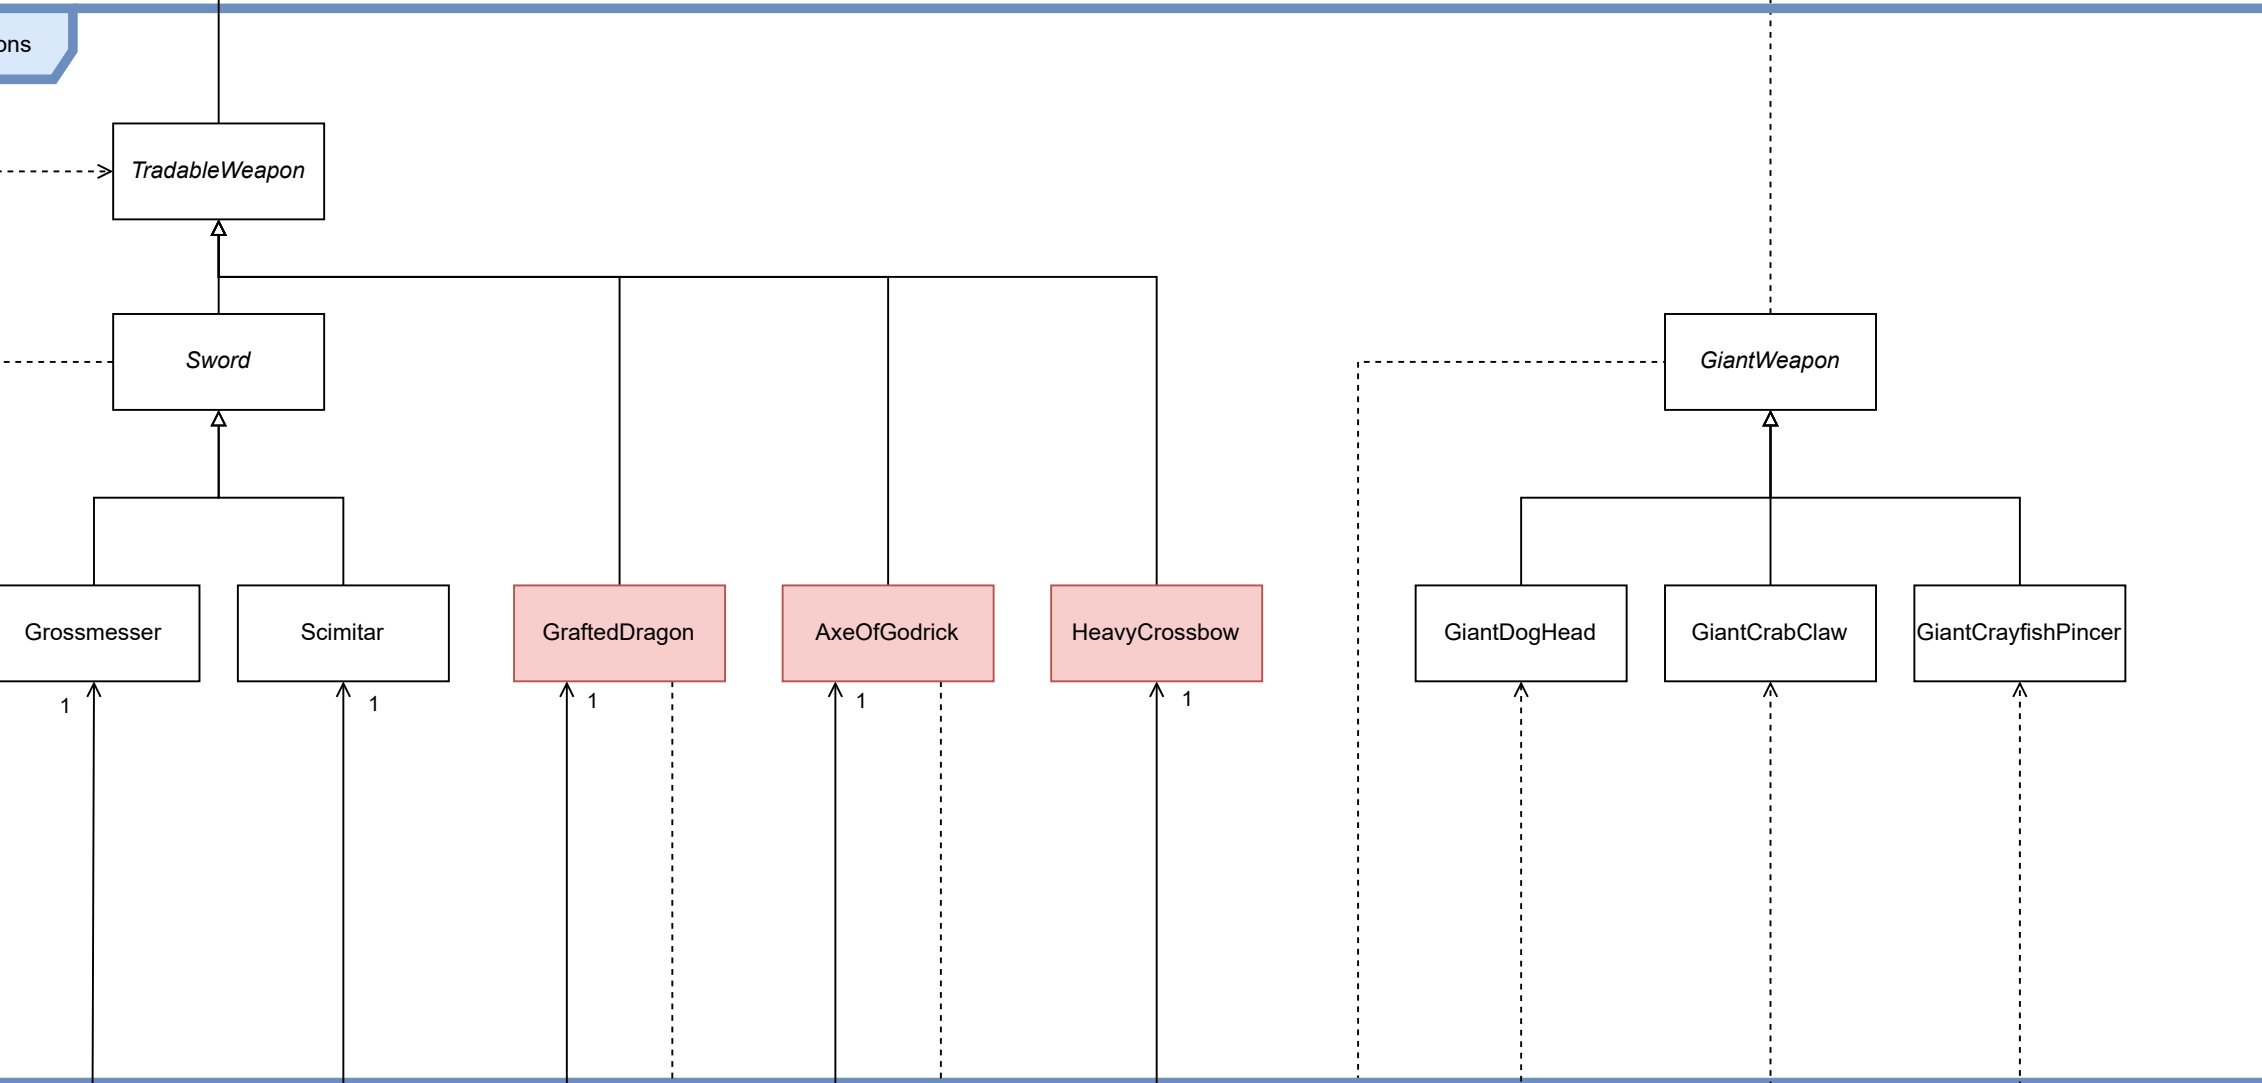 ons
TradableWeapon
Sword
GiantWeapon
Grossmesser
Scimitar
GraftedDragon
AxeOfGodrick
HeavyCrossbow
GiantDogHead
GiantCrabClaw
GiantCrayfishPincer
1
1
1
1
1